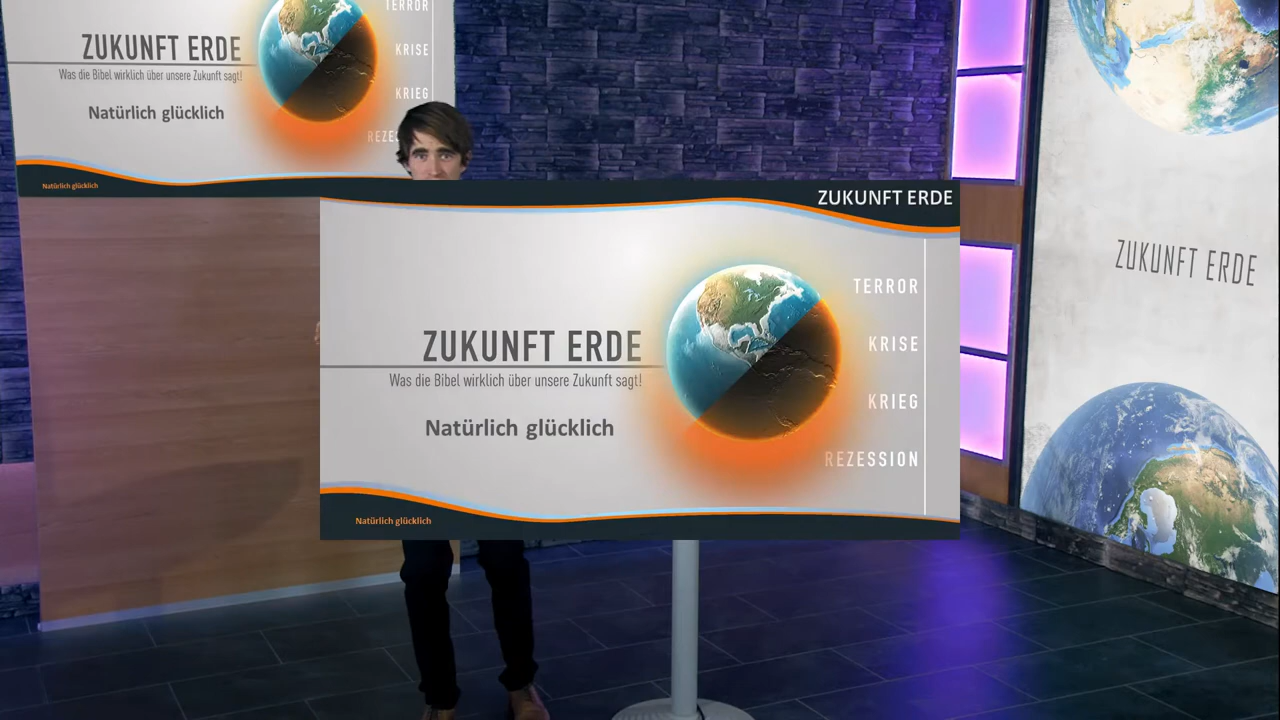 TERROR
ZUKUNFT ERDE
Was die Bibel wirklich über unsere Zukunft sagt!
KRISE
Natürlich glücklich
KRIEG
Natürlich glücklich
ZUKUNFT ERDE
TERROR
ZUKUNFT ERDE
Was die Bibel wirklich über unsere Zukunft sagt!
KRISE
Natürlich glücklich
KRIEG
REZESSION
Natürlich glücklich
ZUKUNFT ERDE